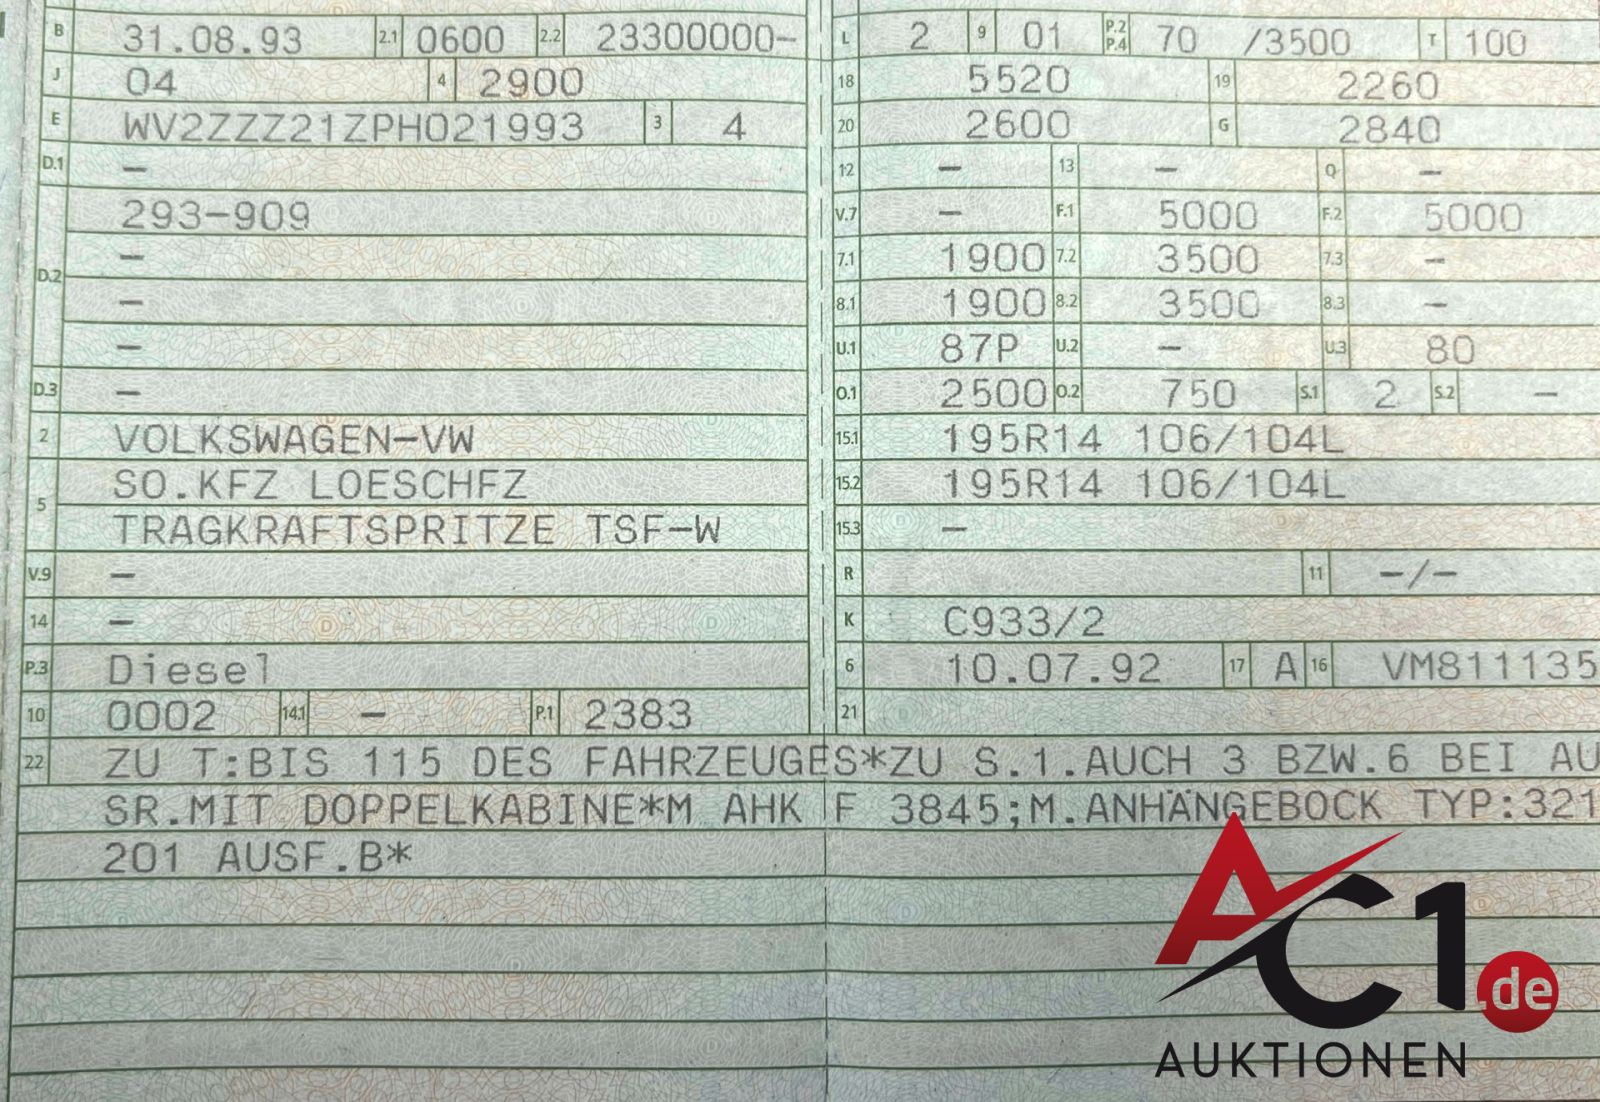 B 31.08.93 2.1 0600 2.2 23300000-
J 04 4 2900
E WV2ZZZ21ZPH021993 3 4
D.1 -
293-909
-
D.2
-
-
D.3 -
2 VOLKSWAGEN-VW
SO.KFZ LOESCHFZ
5
TRAGKRAFTSPRITZE TSF-W
V.9 -
14 -
P.3 Diesel
10 0002 14.1 - P.1 2383
L 2 9 01 P.2 P.4 70 /3500 T 100
18 5520 19 2260
20 2600 G 2840
12 - 13 - Q -
V.7 - F.1 5000 F.2 5000
7.1 1900 7.2 3500 7.3 -
8.1 1900 8.2 3500 8.3 -
U.1 87P U.2 - U.3 80
O.1 2500 O.2 750 S.1 2 S.2 -
15.1 195R14 106/104L
15.2 195R14 106/104L
15.3 -
R 11 -/-
K C933/2
6 10.07.92 17 A 16 VM811135
21
22 ZU T:BIS 115 DES FAHRZEUGES*ZU S.1.AUCH 3 BZW.6 BEI AU
SR.MIT DOPPELKABINE*M AHK F 3845;M.ANHÄNGEBOCK TYP:321
201 AUSF.B*
AC1.de
AUKTIONEN